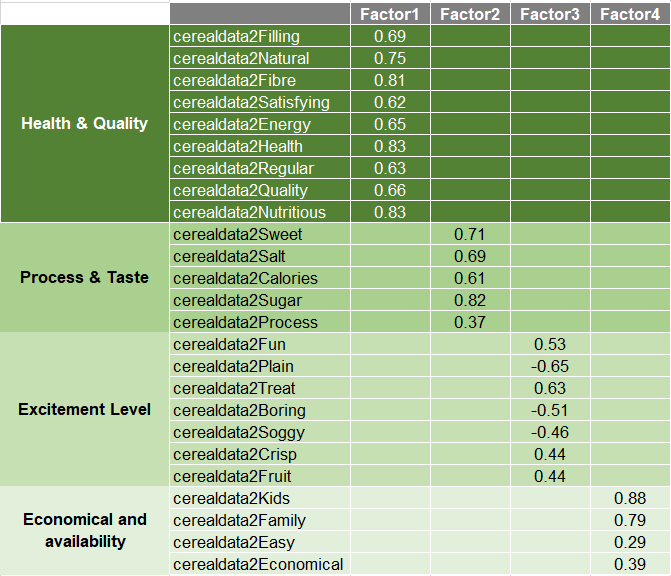 Factor1 Factor2 Factor3 Factor4
Health & Quality
cerealdata2Filling 0.69
cerealdata2Natural 0.75
cerealdata2Fibre 0.81
cerealdata2Satisfying 0.62
cerealdata2Energy 0.65
cerealdata2Health 0.83
cerealdata2Regular 0.63
cerealdata2Quality 0.66
cerealdata2Nutritious 0.83
Process & Taste
cerealdata2Sweet 0.71
cerealdata2Salt 0.69
cerealdata2Calories 0.61
cerealdata2Sugar 0.82
cerealdata2Process 0.37
Excitement Level
cerealdata2Fun 0.53
cerealdata2Plain -0.65
cerealdata2Treat 0.63
cerealdata2Boring -0.51
cerealdata2Soggy -0.46
cerealdata2Crisp 0.44
cerealdata2Fruit 0.44
Economical and
availability
cerealdata2Kids 0.88
cerealdata2Family 0.79
cerealdata2Easy 0.29
cerealdata2Economical 0.39